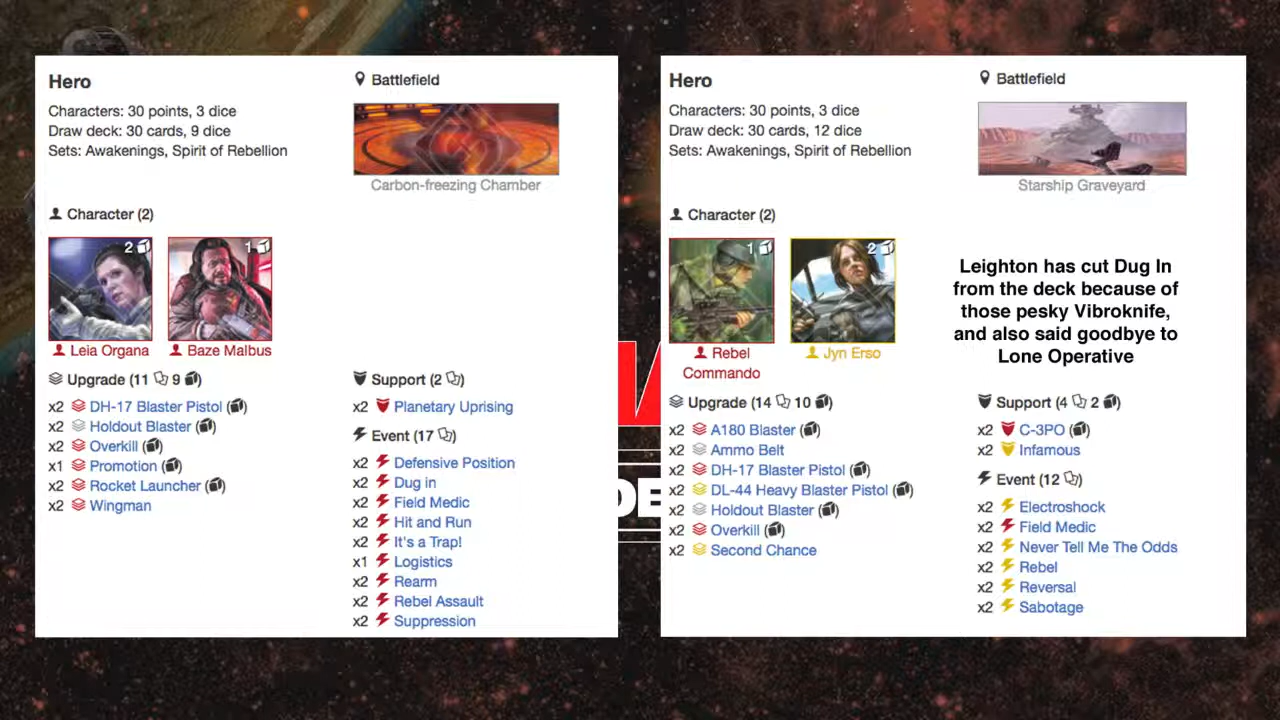 Hero
Characters: 30 points, 3 dice
Draw deck: 30 cards, 9 dice
Sets: Awakenings, Spirit of Rebellion
Battlefield
Carbon-freezing Chamber
Character (2)
2
1
Leia Organa
Baze Malbus
Upgrade (11 9)
x2 DH-17 Blaster Pistol ()
x2 Holdout Blaster ()
x2 Overkill ()
x1 Promotion ()
x2 Rocket Launcher ()
x2 Wingman
Support (2)
x2 Planetary Uprising
Event (17)
x2 Defensive Position
x2 Dug in
x2 Field Medic
x2 Hit and Run
x2 It's a Trap!
x1 Logistics
x2 Rearm
x2 Rebel Assault
x2 Suppression
Hero
Characters: 30 points, 3 dice
Draw deck: 30 cards, 12 dice
Sets: Awakenings, Spirit of Rebellion
Battlefield
Starship Graveyard
Character (2)
1
2
Rebel
Commando
Jyn Erso
Leighton has cut Dug In
from the deck because of
those pesky Vibroknife,
and also said goodbye to
Lone Operative
Upgrade (14 10)
x2 A180 Blaster ()
x2 Ammo Belt
x2 DH-17 Blaster Pistol ()
x2 DL-44 Heavy Blaster Pistol ()
x2 Holdout Blaster ()
x2 Overkill ()
x2 Second Chance
Support (4 2)
x2 C-3PO ()
x2 Infamous
Event (12)
x2 Electroshock
x2 Field Medic
x2 Never Tell Me The Odds
x2 Rebel
x2 Reversal
x2 Sabotage